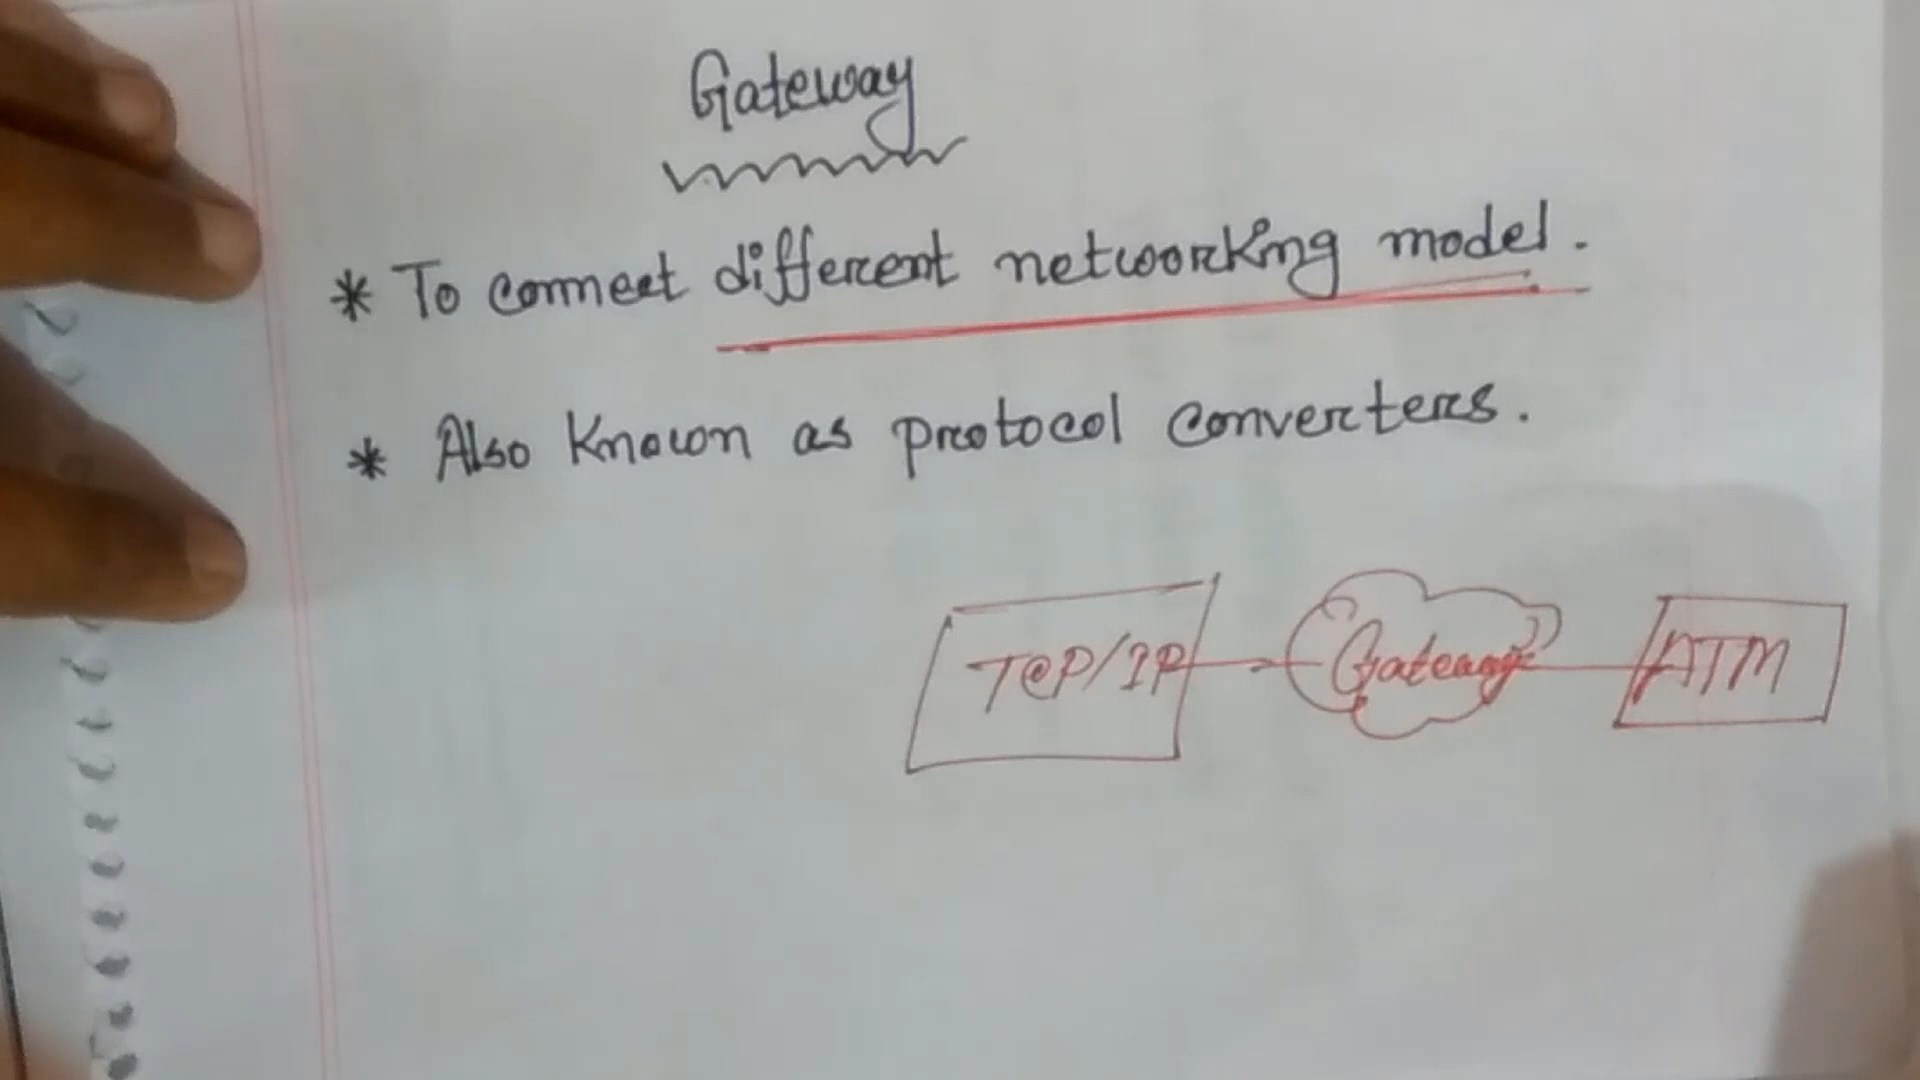 Gateway
* To connect different networking model.
* Also Known as protocol converters.
TCP/IP Gateway ATM